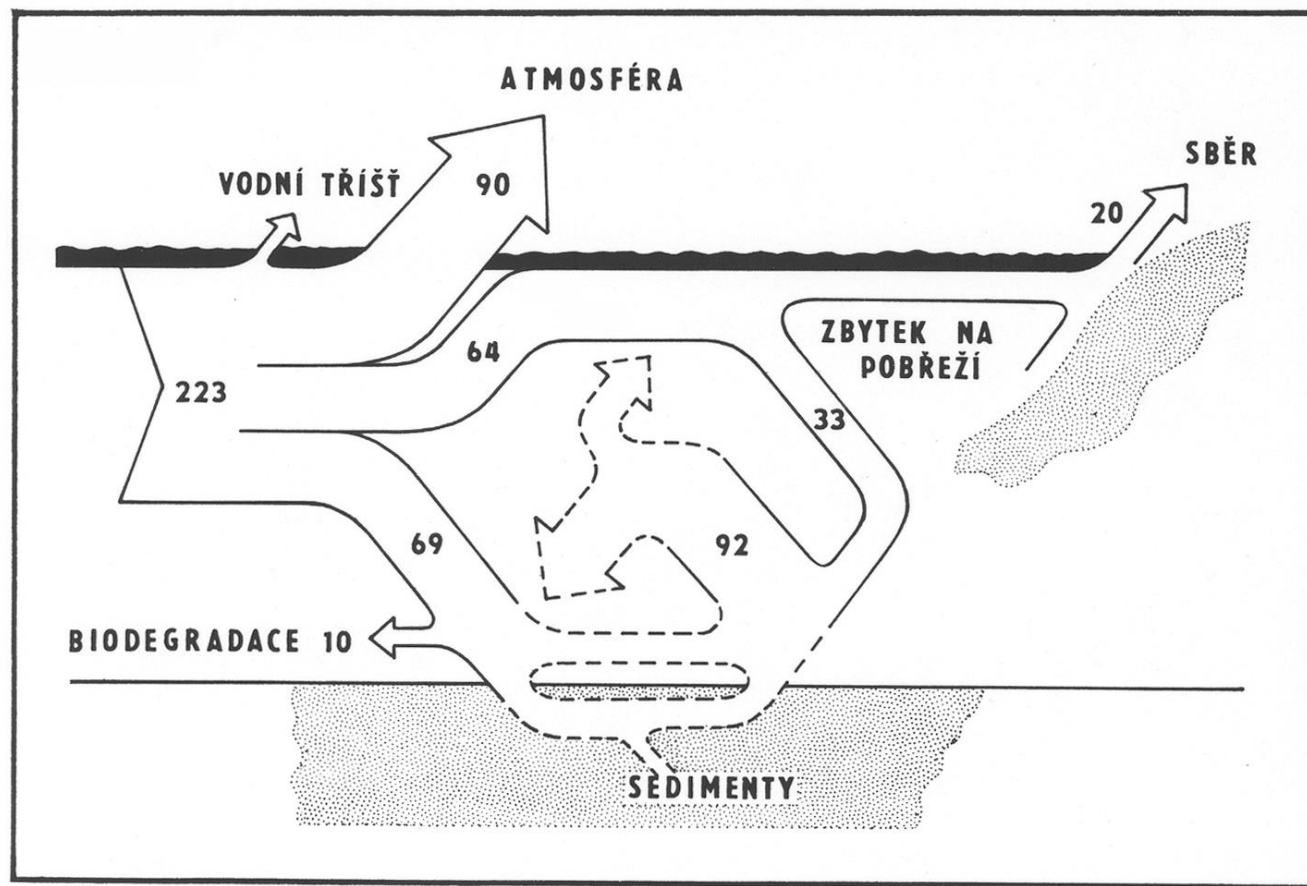 ATMOSFÉRA
SBĚR
VODNÍ TŘÍŠŤ
90
20
ZBYTEK NA
POBŘEŽÍ
64
223
33
69
92
BIODEGRADACE 10
SEDIMENTY